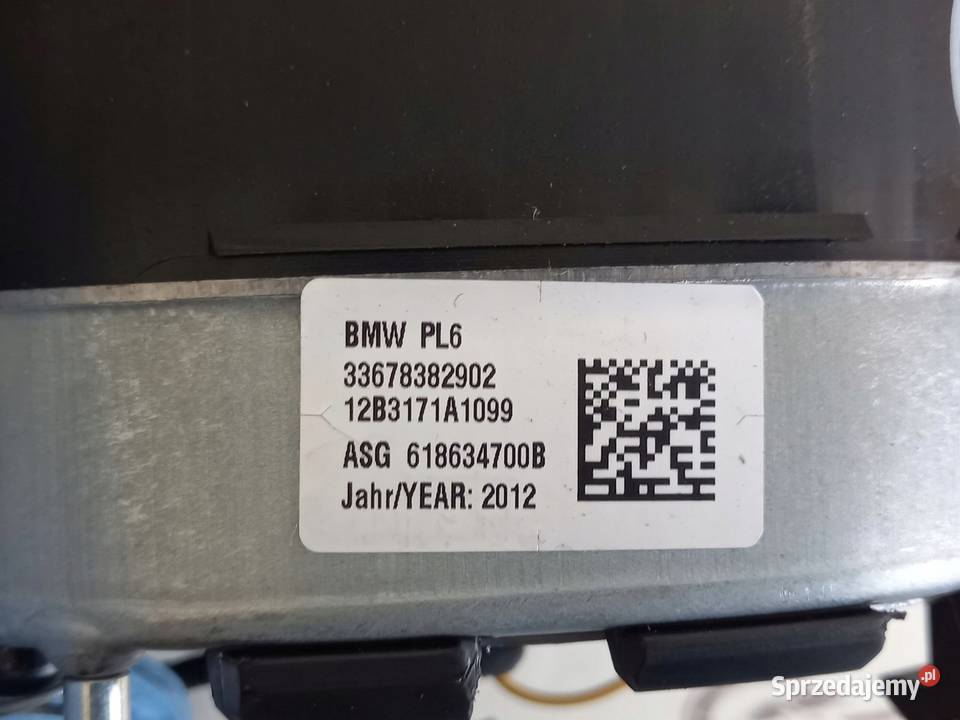 BMW PL6
33678382902
12B3171A1099
ASG 618634700B
Jahr/YEAR: 2012
Sprzedajemy.pl